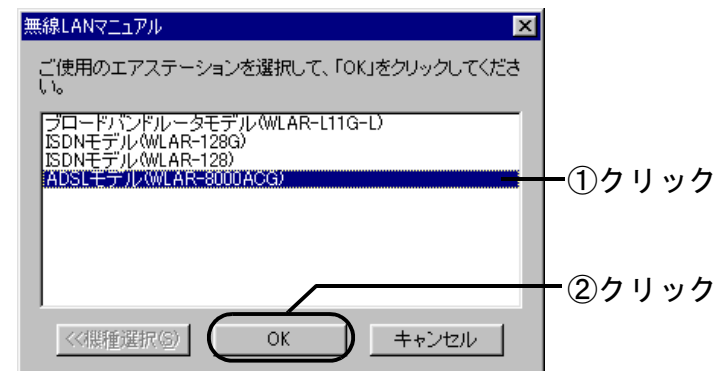 無線LANマニュアル
ご使用のエアステーションを選択して、「OK」をクリックしてくださ
い。
ブロードバンドルータモデル(WLAR-L11G-L)
ISDNモデル(WLAR-128G)
ISDNモデル(WLAR-128)
ADSLモデル(WLAR-8000ACG)
①クリック
②クリック
<<機種選択(S)
OK
キャンセル